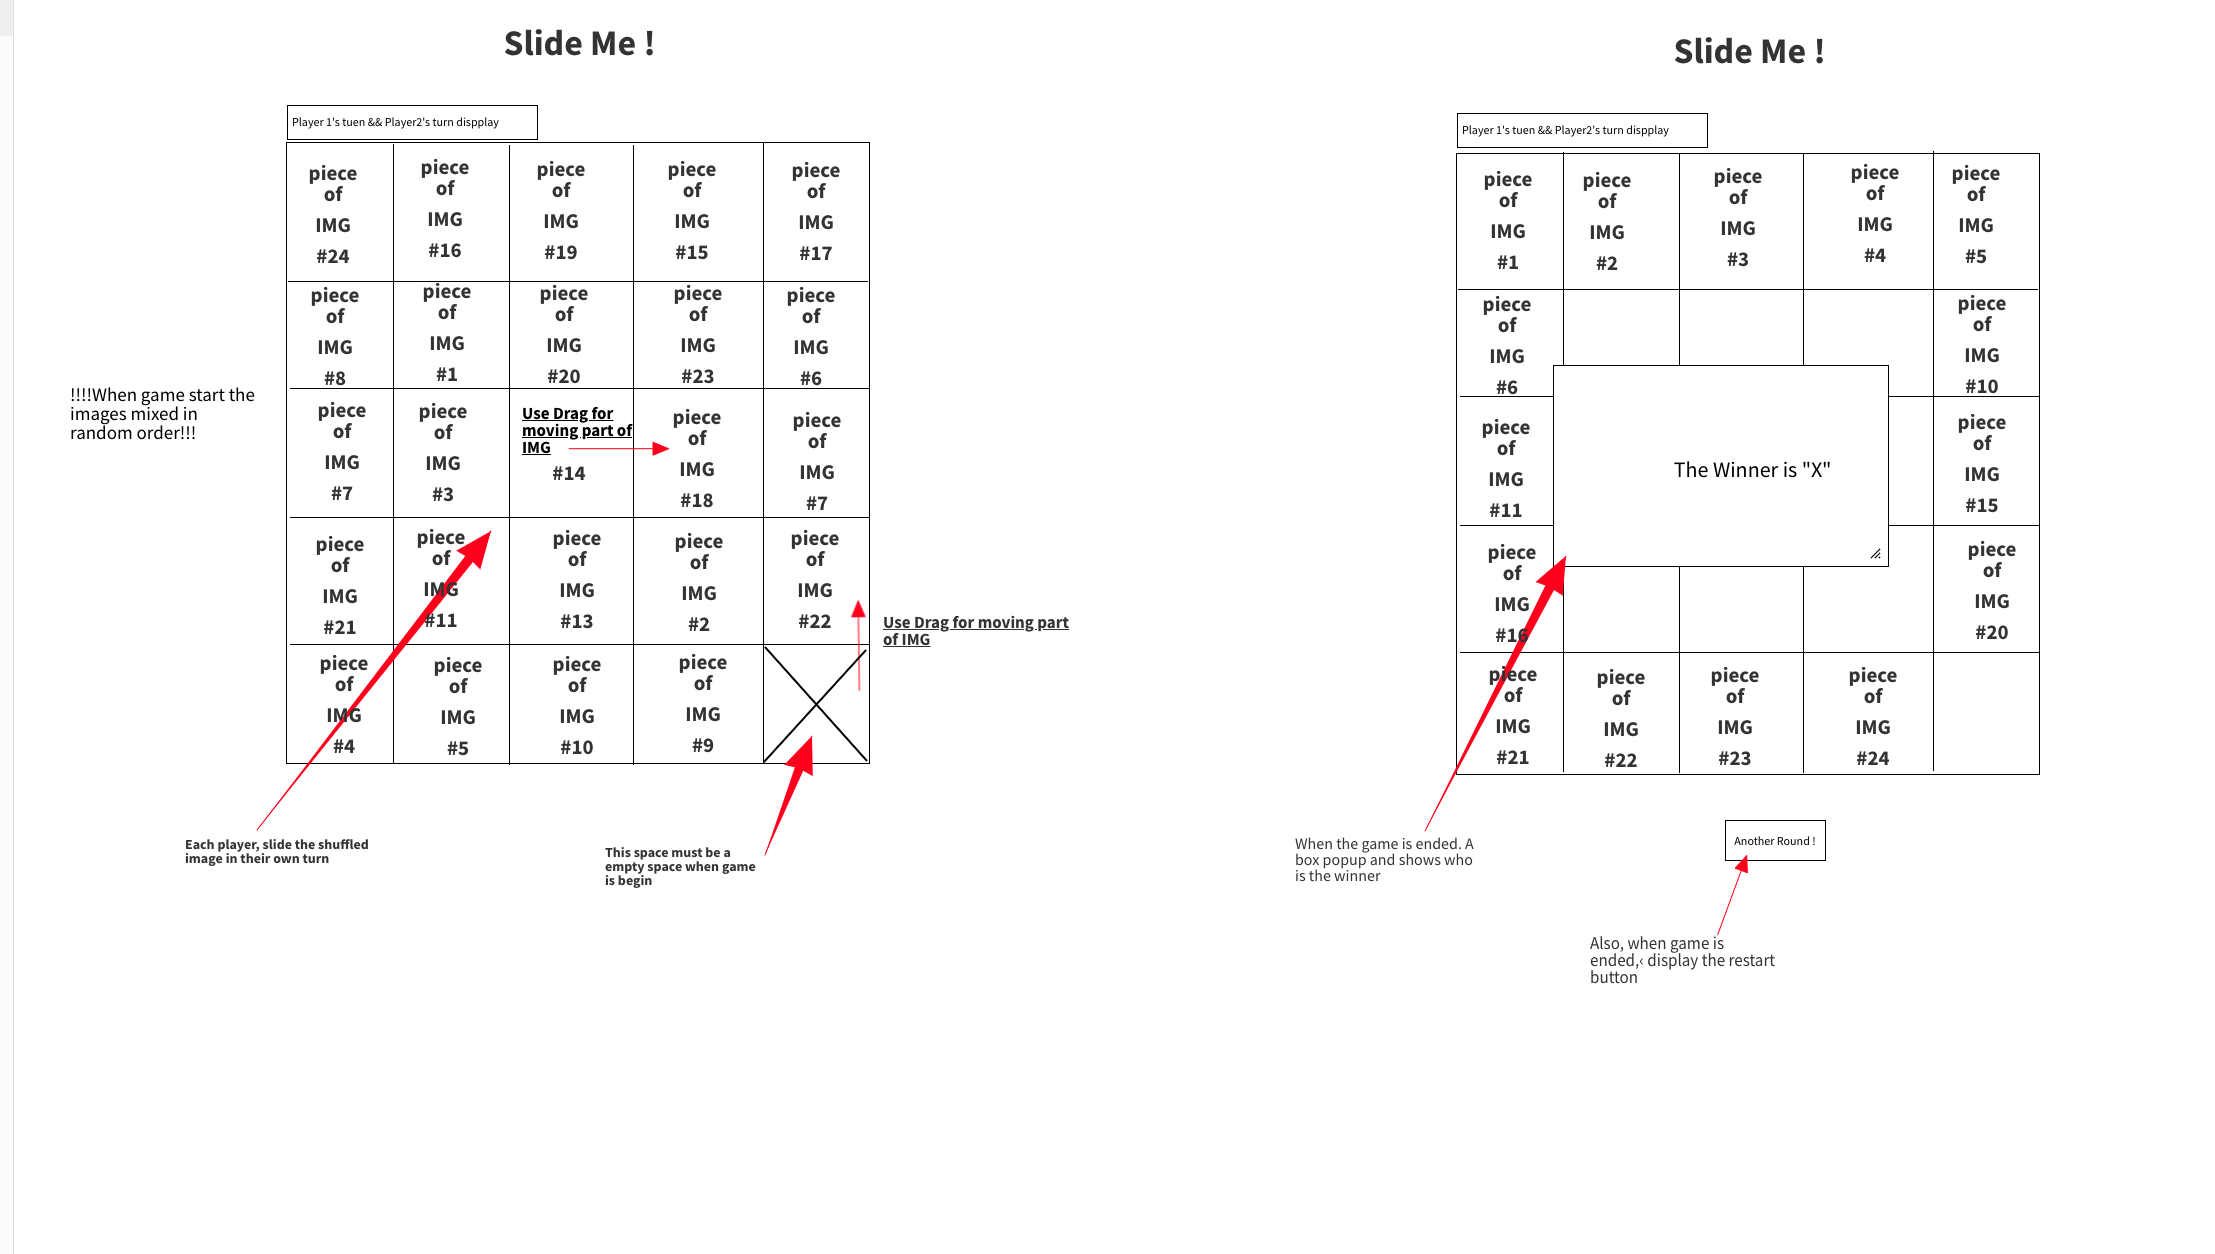 Slide Me !
Player 1's tuen && Player2's turn dispplay
piece
of
IMG
#24
piece
of
IMG
#16
piece
of
IMG
#19
piece
of
IMG
#15
piece
of
IMG
#17
piece
of
IMG
#8
piece
of
IMG
#1
piece
of
IMG
#20
piece
of
IMG
#23
piece
of
IMG
#6
!!!!When game start the
images mixed in
random order!!!
piece
of
IMG
#7
piece
of
IMG
#3
Use Drag for
moving part of
IMG
#14
piece
of
IMG
#18
piece
of
IMG
#7
piece
of
IMG
#21
piece
of
IMG
#11
piece
of
IMG
#13
piece
of
IMG
#2
piece
of
IMG
#22
Use Drag for moving part
of IMG
piece
of
IMG
#4
piece
of
IMG
#5
piece
of
IMG
#10
piece
of
IMG
#9
Each player, slide the shuffled
image in their own turn
This space must be a
empty space when game
is begin
Slide Me !
Player 1's tuen && Player2's turn dispplay
piece
of
IMG
#1
piece
of
IMG
#2
piece
of
IMG
#3
piece
of
IMG
#4
piece
of
IMG
#5
piece
of
IMG
#6
piece
of
IMG
#10
piece
of
IMG
#11
The Winner is "X"
piece
of
IMG
#15
piece
of
IMG
#16
piece
of
IMG
#20
piece
of
IMG
#21
piece
of
IMG
#22
piece
of
IMG
#23
piece
of
IMG
#24
When the game is ended. A
box popup and shows who
is the winner
Another Round !
Also, when game is
ended,‹ display the restart
button